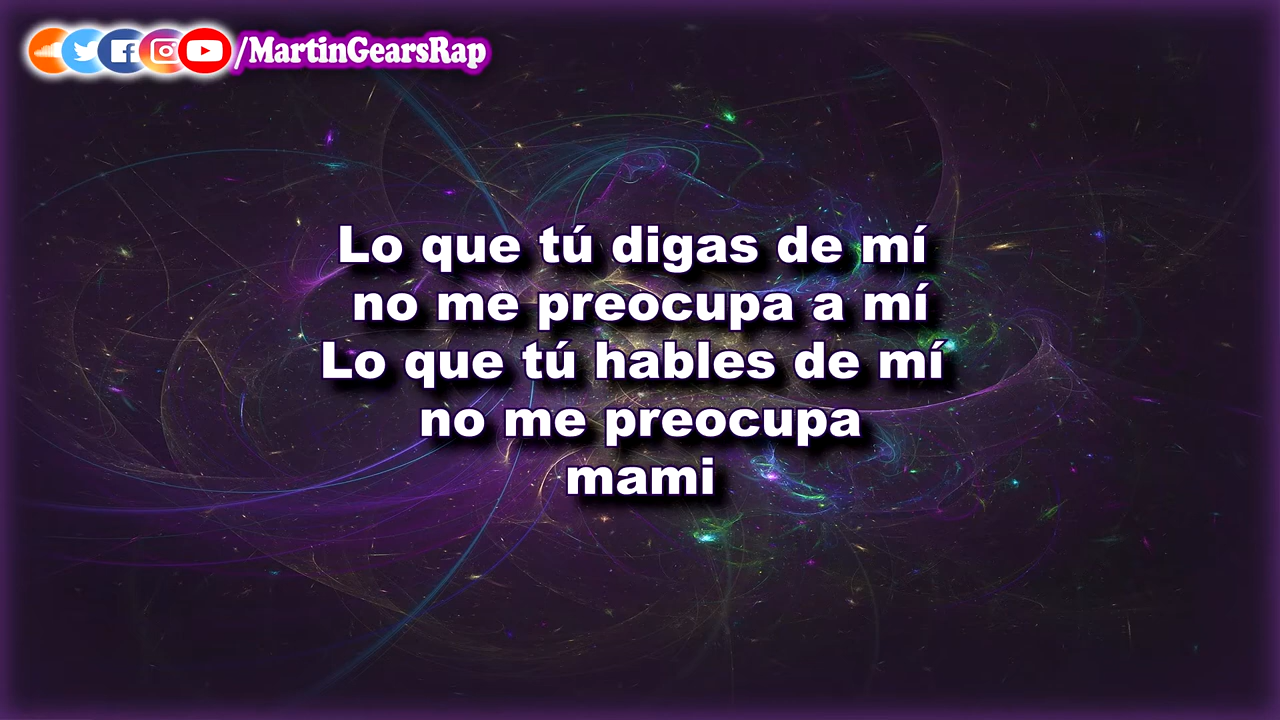 /MartinGearsRap
Lo que tú digas de mí
no me preocupa a mí
Lo que tú hables de mí
no me preocupa
mami